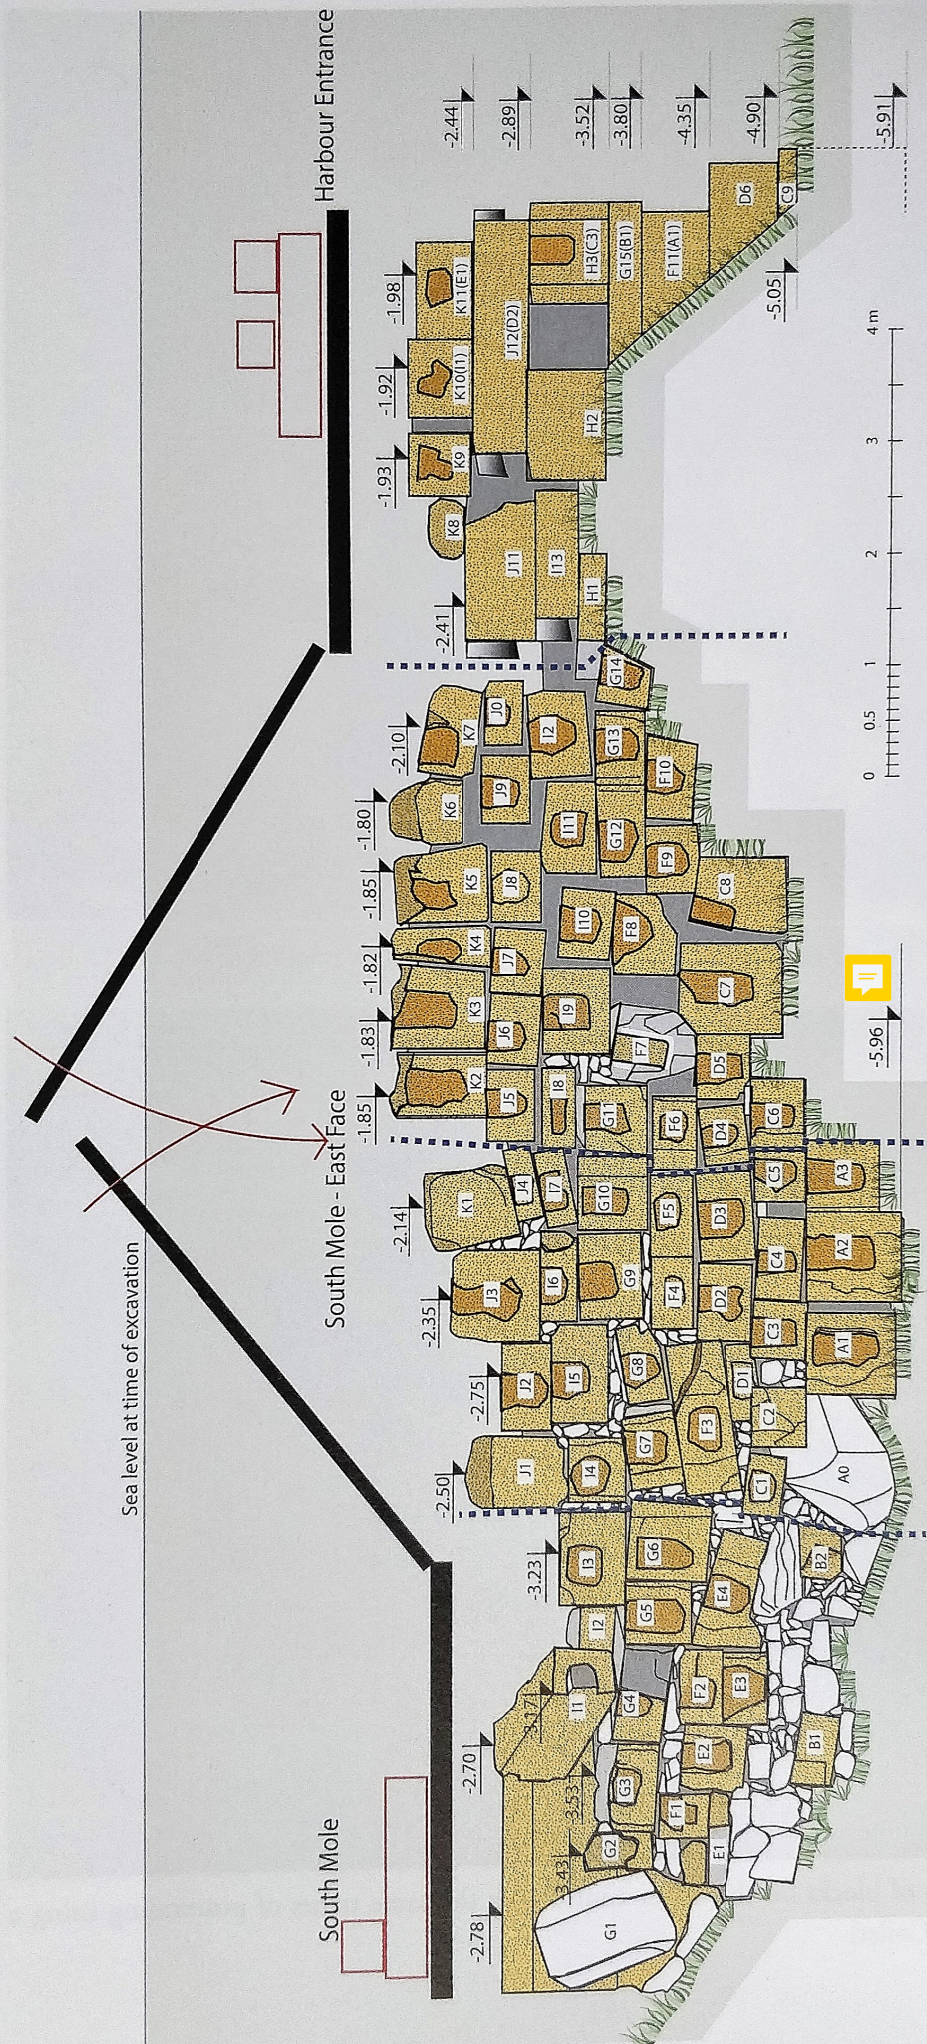 Sea level at time of excavation
South Mole
South Mole - East Face
Harbour Entrance
-2.78
-2.70
-3.43
-3.53
-3.17
-3.23
-2.50
-2.75
-2.35
-2.14
-1.85
-1.83
-1.82
-1.85
-1.80
-2.10
-2.41
-1.93
-1.92
-1.98
-2.44
-2.89
-3.52
-3.80
-4.35
-4.90
-5.91
-5.05
-5.96
K1
K2
K3
K4
K5
K6
K7
K8
K9
K10(I1)
K11(E1)
J1
J2
J3
J4
J5
J6
J7
J8
J9
J0
J11
J12(D2)
I1
I2
I3
I4
I5
I6
I7
I8
I9
I10
I11
I2
I13
H1
H2
H3(C3)
G1
G2
G3
G4
G5
G6
G7
G8
G9
G10
G11
G12
G13
G14
G15(B1)
F1
F2
F3
F4
F5
F6
F7
F8
F9
F10
F11(A1)
E1
E2
E3
E4
D1
D2
D3
D4
D5
D6
C1
C2
C3
C4
C5
C6
C7
C8
C9
B1
B2
A0
A1
A2
A3
0
0.5
1
2
3
4 m